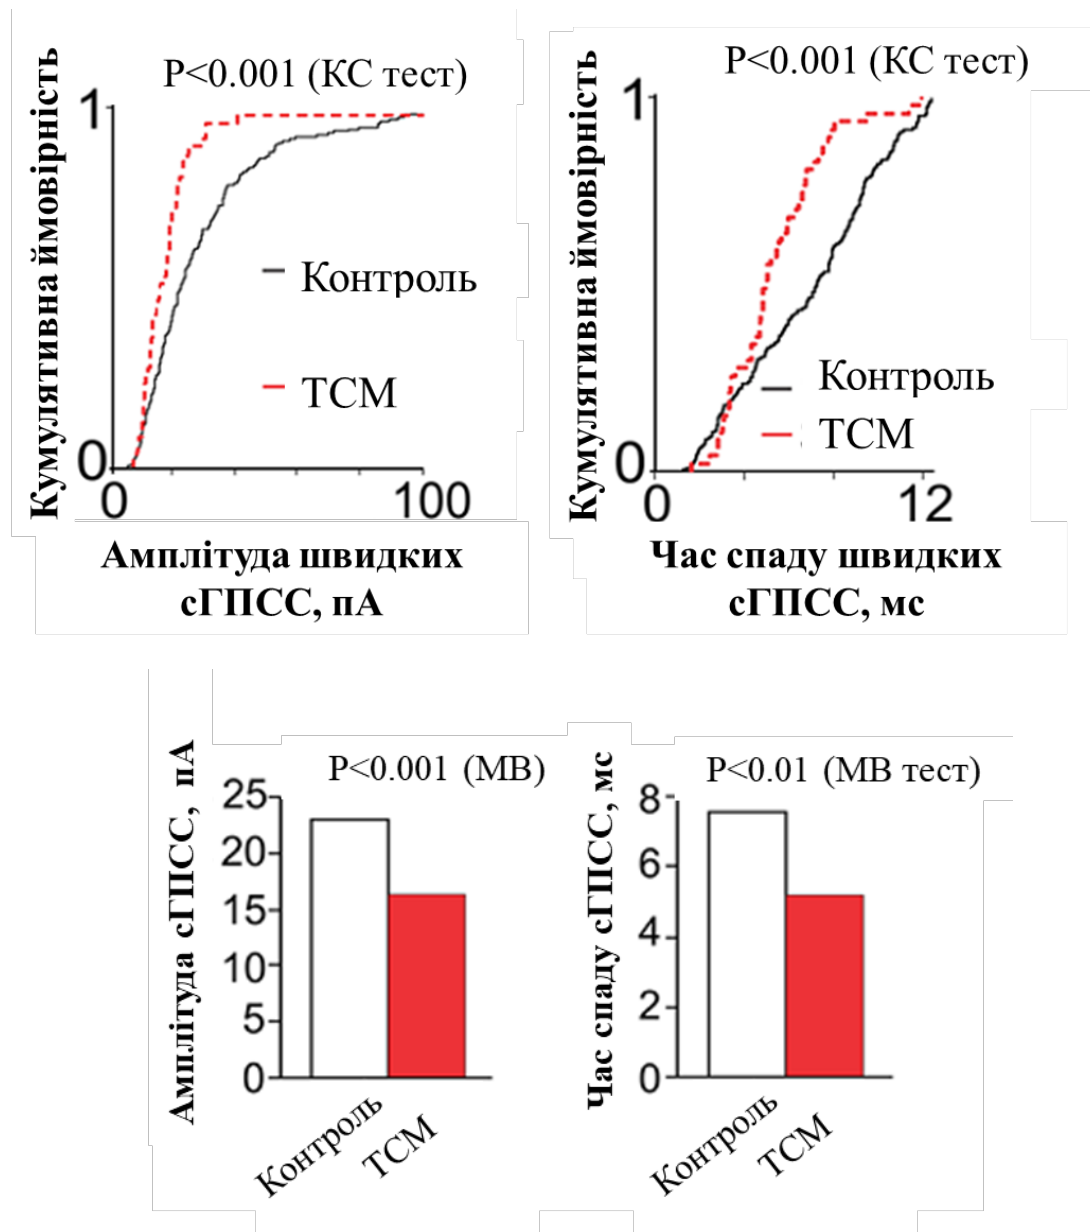 P<0.001 (КС тест)
Кумулятивна ймовірність
1
0
Контроль
ТСМ
0
100
Амплітуда швидких
сГПСС, пА
P<0.001 (КС тест)
Кумулятивна ймовірність
1
0
Контроль
ТСМ
0
12
Час спаду швидких
сГПСС, мс
P<0.001 (МВ)
Амплітуда сГПСС, пА
25
20
15
10
5
0
Контроль
ТСМ
P<0.01 (МВ тест)
Час спаду сГПСС, мс
8
6
4
2
0
Контроль
ТСМ